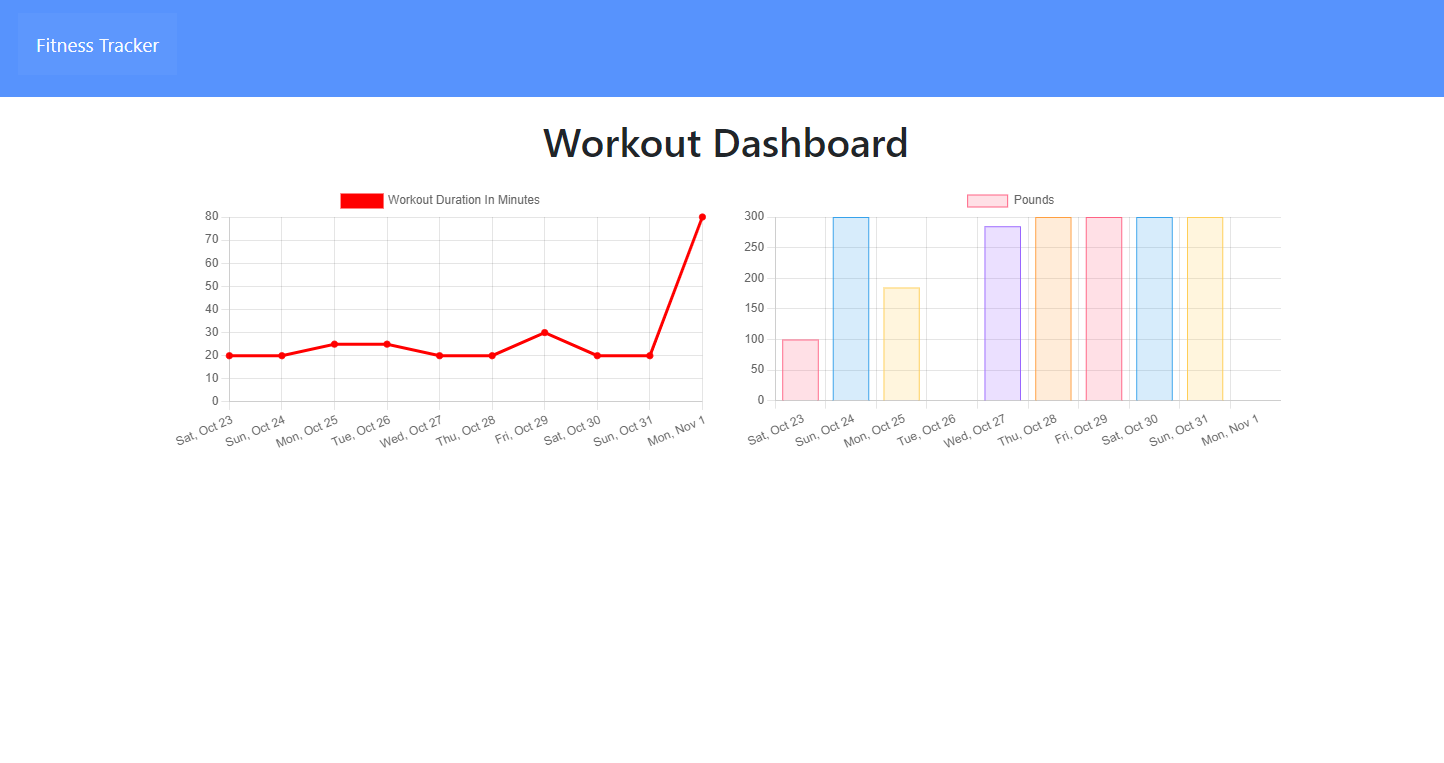 Fitness Tracker
Workout Dashboard
Workout Duration In Minutes
80
70
60
50
40
30
20
10
0
Sat, Oct 23
Sun, Oct 24
Mon, Oct 25
Tue, Oct 26
Wed, Oct 27
Thu, Oct 28
Fri, Oct 29
Sat, Oct 30
Sun, Oct 31
Mon, Nov 1
Pounds
300
250
200
150
100
50
0
Sat, Oct 23
Sun, Oct 24
Mon, Oct 25
Tue, Oct 26
Wed, Oct 27
Thu, Oct 28
Fri, Oct 29
Sat, Oct 30
Sun, Oct 31
Mon, Nov 1